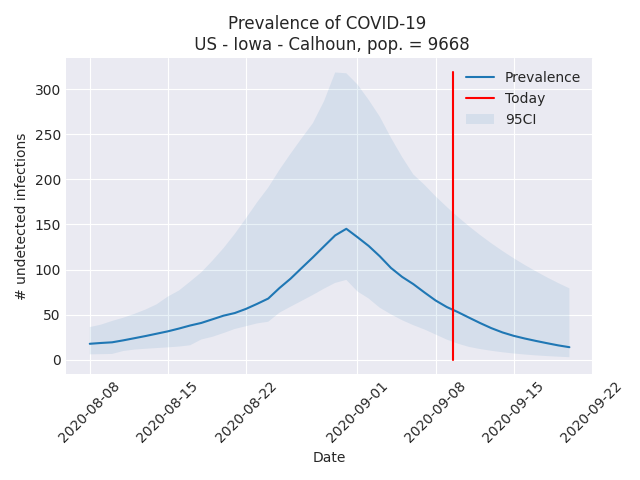 Prevalence of COVID-19
US - Iowa - Calhoun, pop. = 9668
Prevalence
Today
95CI
# undetected infections
300
250
200
150
100
50
0
2020-08-08
2020-08-15
2020-08-22
2020-09-01
2020-09-08
2020-09-15
2020-09-22
Date